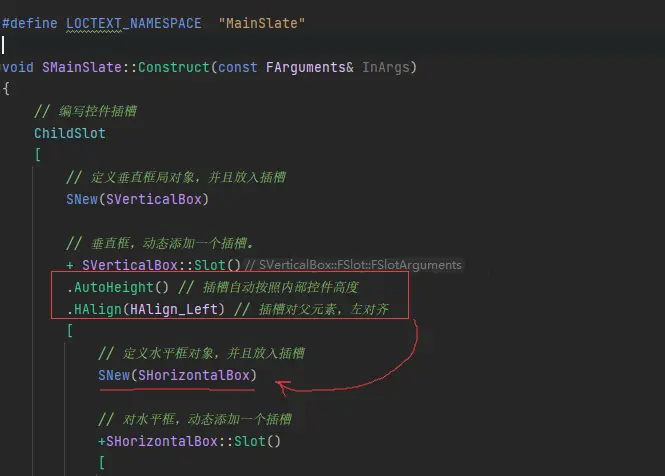 #define LOCTEXT_NAMESPACE  "MainSlate"
void SMainSlate::Construct(const FArguments& InArgs)
{
// 编写控件插槽
ChildSlot
[
// 定义垂直框局对象，并且放入插槽
SNew(SVerticalBox)
// 垂直框，动态添加一个插槽。
+ SVerticalBox::Slot() // SVerticalBox::FSlot::FSlotArguments
.AutoHeight() // 插槽自动按照内部控件高度
.HAlign(HAlign_Left) // 插槽对父元素，左对齐
[
// 定义水平框对象，并且放入插槽
SNew(SHorizontalBox)
// 对水平框，动态添加一个插槽
+SHorizontalBox::Slot()
[